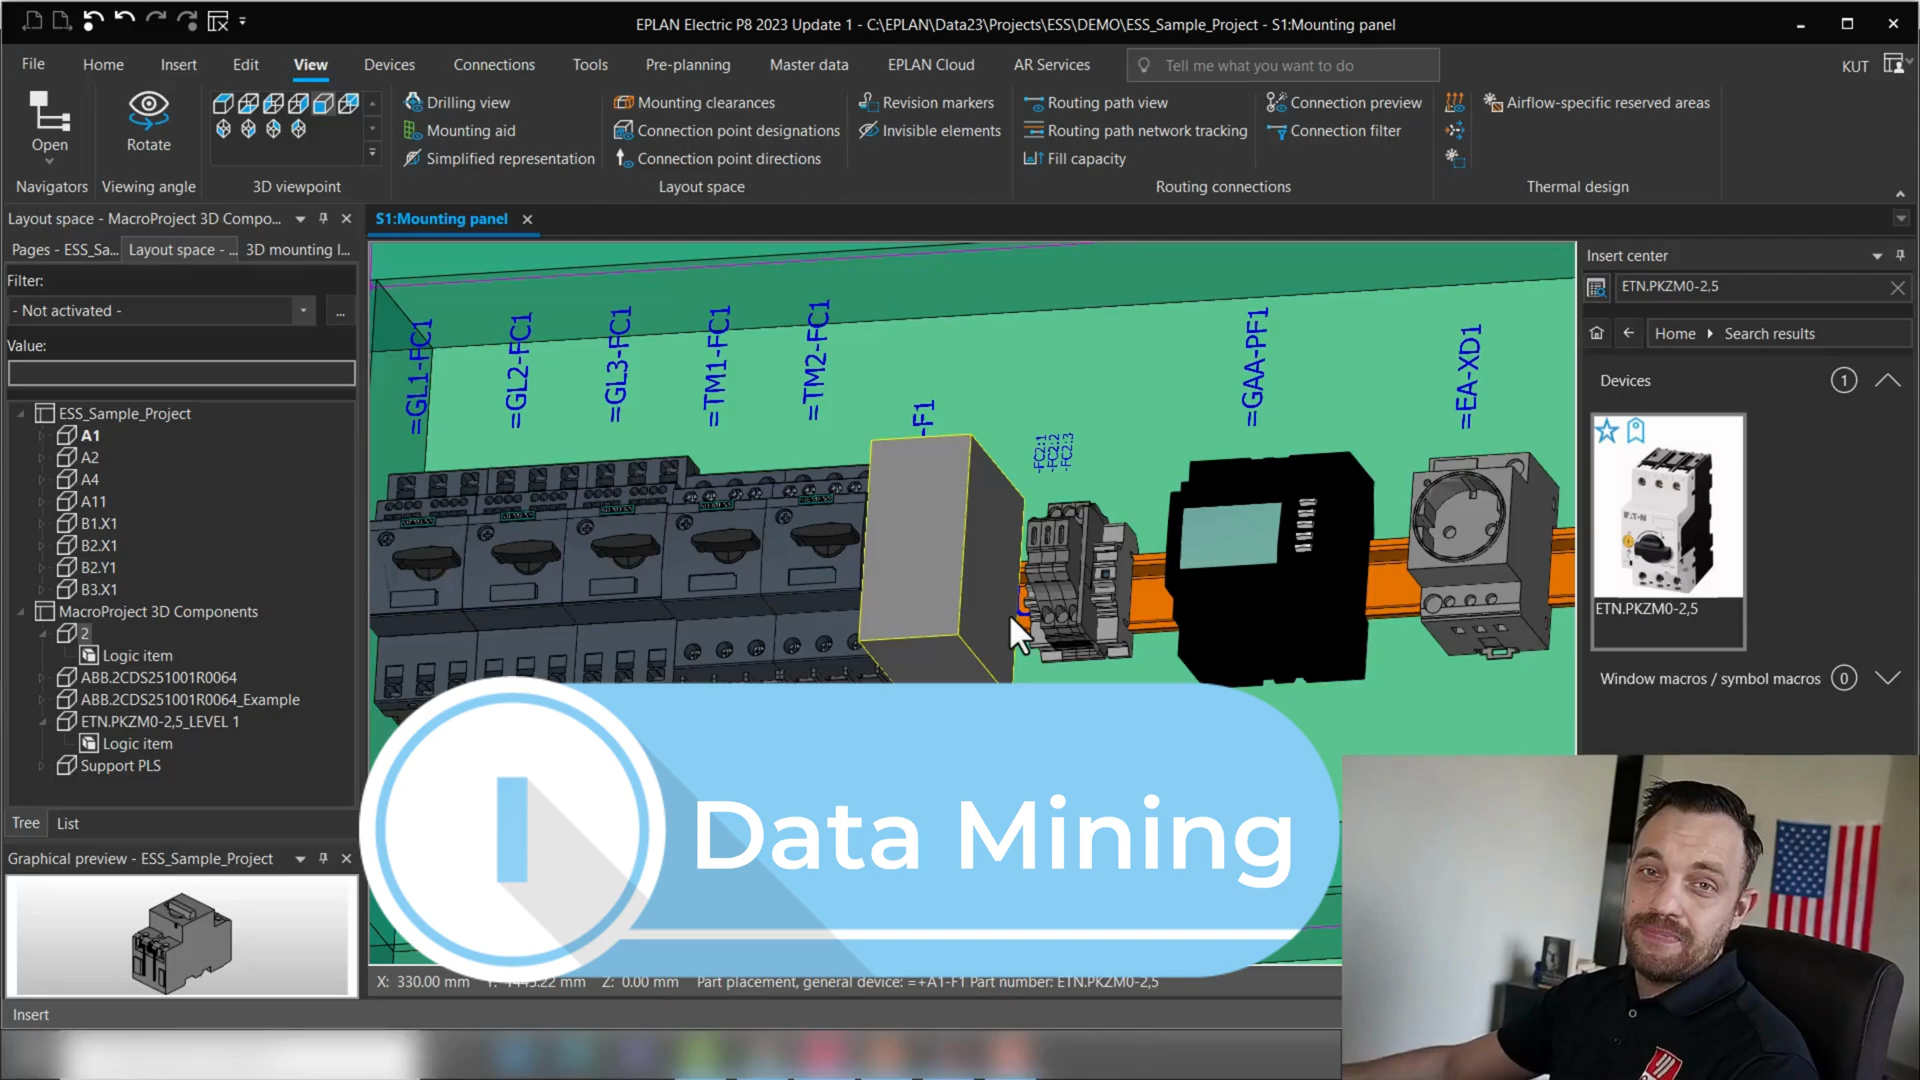 EPLAN Electric P8 2023 Update 1 - C:\EPLAN\Data23\Projects\ESS\DEMO\ESS_Sample_Project - S1:Mounting panel
File Home Insert Edit View Devices Connections Tools Pre-planning Master data EPLAN Cloud AR Services Tell me what you want to do KUT
Open
Navigators
Rotate
Viewing angle
3D viewpoint
Drilling view
Mounting aid
Simplified representation
Mounting clearances
Connection point designations
Connection point directions
Revision markers
Invisible elements
Layout space
Routing path view
Routing path network tracking
Fill capacity
Connection preview
Connection filter
Routing connections
Airflow-specific reserved areas
Thermal design
Layout space - MacroProject 3D Compo...
Pages - ESS_Sa... Layout space - ... 3D mounting l...
Filter:
- Not activated - ...
Value:
ESS_Sample_Project
A1
A2
A4
A11
B1.X1
B2.X1
B2.Y1
B3.X1
MacroProject 3D Components
2
Logic item
ABB.2CDS251001R0064
ABB.2CDS251001R0064_Example
ETN.PKZM0-2,5_LEVEL 1
Logic item
Support PLS
Tree List
Graphical preview - ESS_Sample_Project
Insert
S1:Mounting panel
=GL1-FC1
=GL2-FC1
=GL3-FC1
=TM1-FC1
=TM2-FC1
-F1
-FC2:1
-FC2:2
-FC2:3
=GAA-PF1
=EA-XD1
SIEMENS
SIEMENS
SIEMENS
SIEMENS
SIEMENS
Data Mining
X: 330.00 mm
mm Z: 0.00 mm Part placement, general device: =+A1-F1 Part number: ETN.PKZM0-2,5
Insert center
ETN.PKZM0-2,5
Home Search results
Devices 1
ETN.PKZM0-2,5
Window macros / symbol macros 0